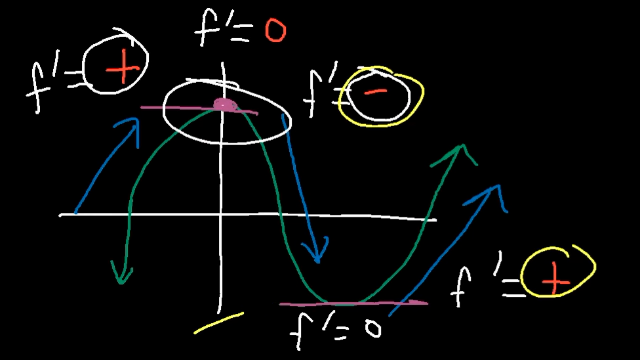 f' = 0
f' = +
f' = -
f' = +
f' = 0